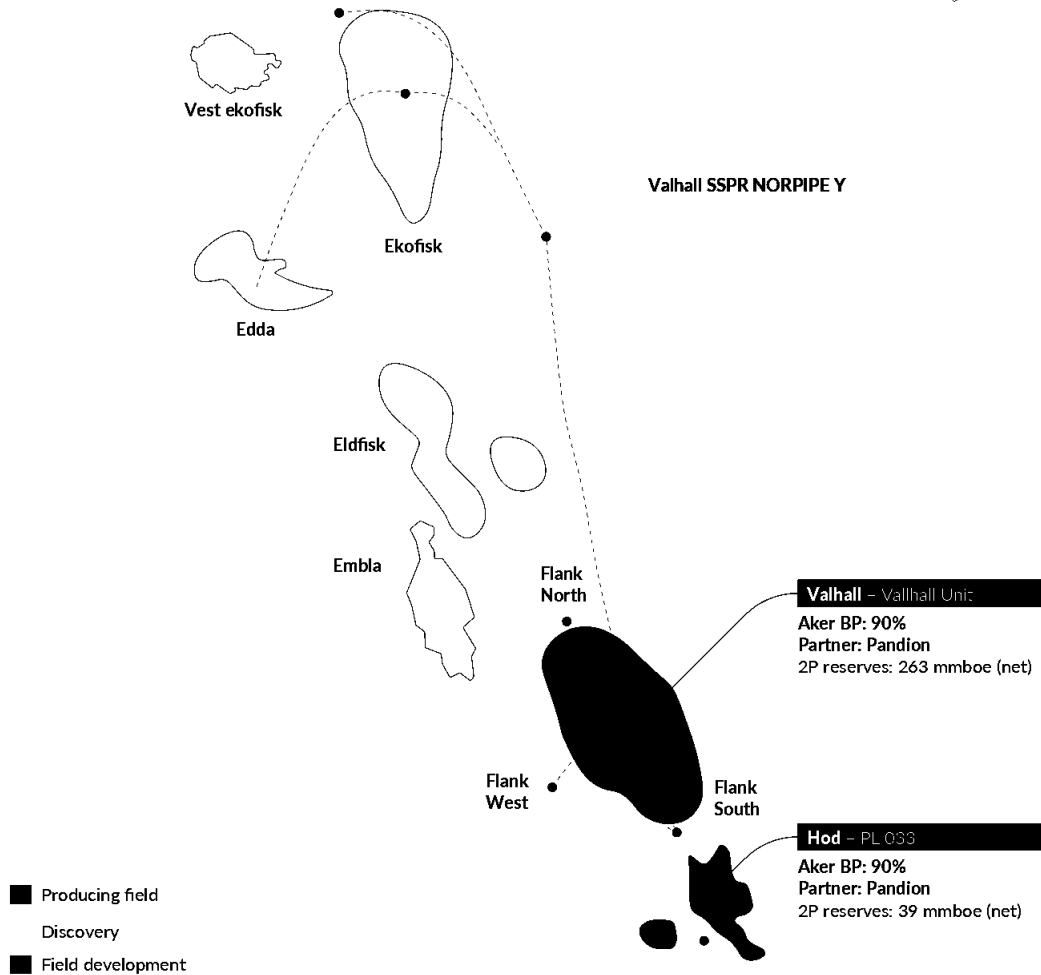 Vest ekofisk
Valhall SSPR NORPIPE Y
Ekofisk
Edda
Eldfisk
Embla
Flank
North
Valhall – Vallhall Unit
Aker BP: 90%
Partner: Pandion
2P reserves: 263 mmboe (net)
Flank
West
Flank
South
Hod – PL 033
Aker BP: 90%
Partner: Pandion
2P reserves: 39 mmboe (net)
Producing field
Discovery
Field development